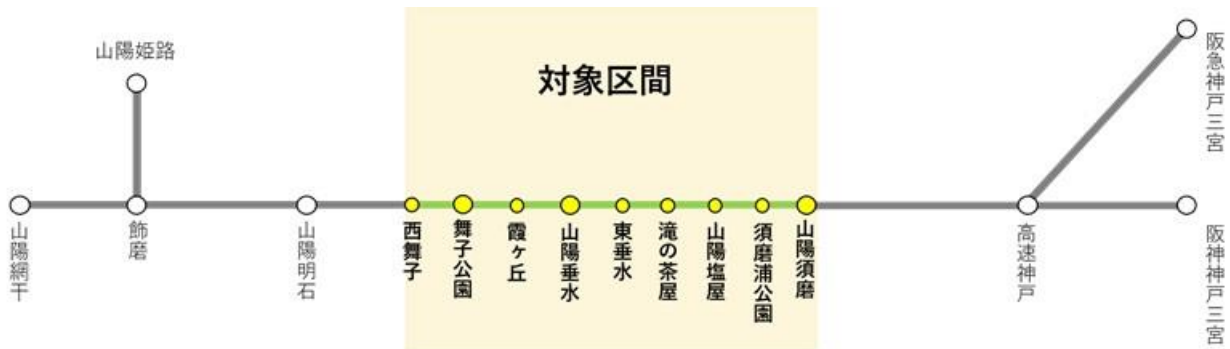 山陽姫路
対象区間
山陽網干
飾磨
山陽明石
西舞子
舞子公園
霞ヶ丘
山陽垂水
東垂水
滝の茶屋
山陽塩屋
須磨浦公園
山陽須磨
高速神戸
阪急神戸三宮
阪神神戸三宮